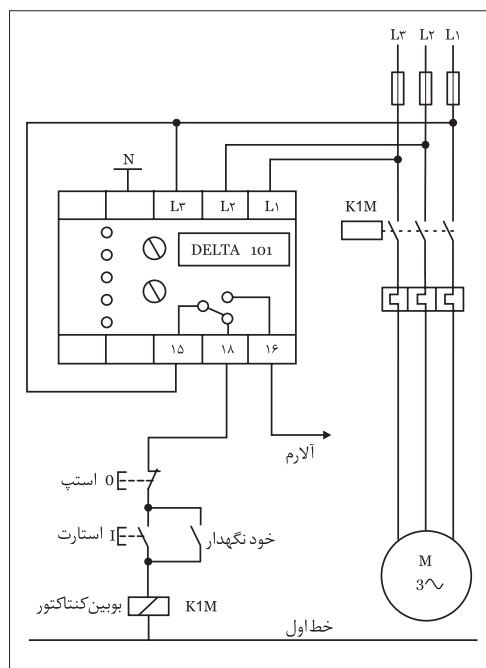 L۳ L۲ L۱
N
L۳ L۲ L۱
K1M
DELTA 101
۱۵ ۱۸ ۱۶
آلارم
0 استپ
I استارت
خود نگهدار
M
3∿
بوبین کنتاکتور
K1M
خط اول